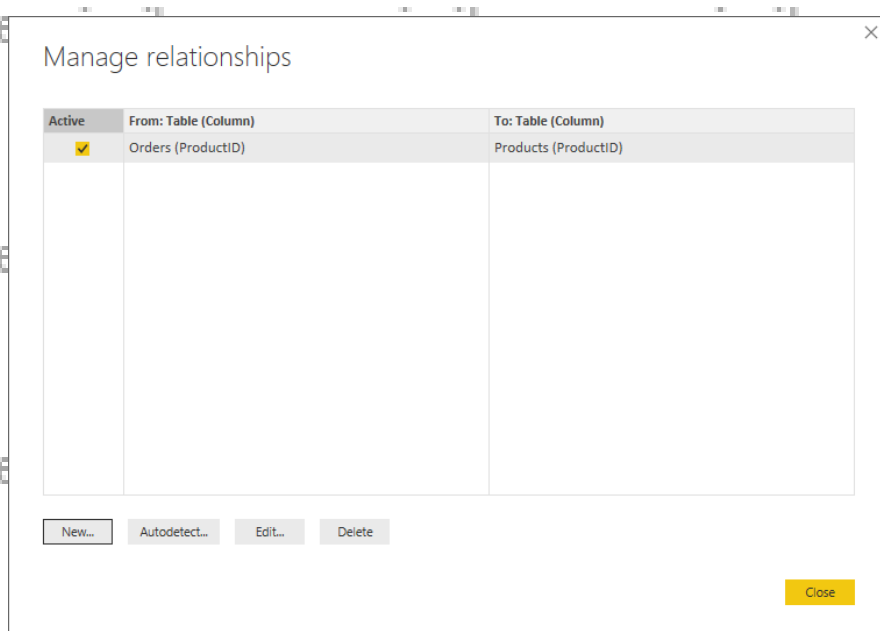 Manage relationships
Active From: Table (Column) To: Table (Column)
Orders (ProductID) Products (ProductID)
New... Autodetect... Edit... Delete
Close